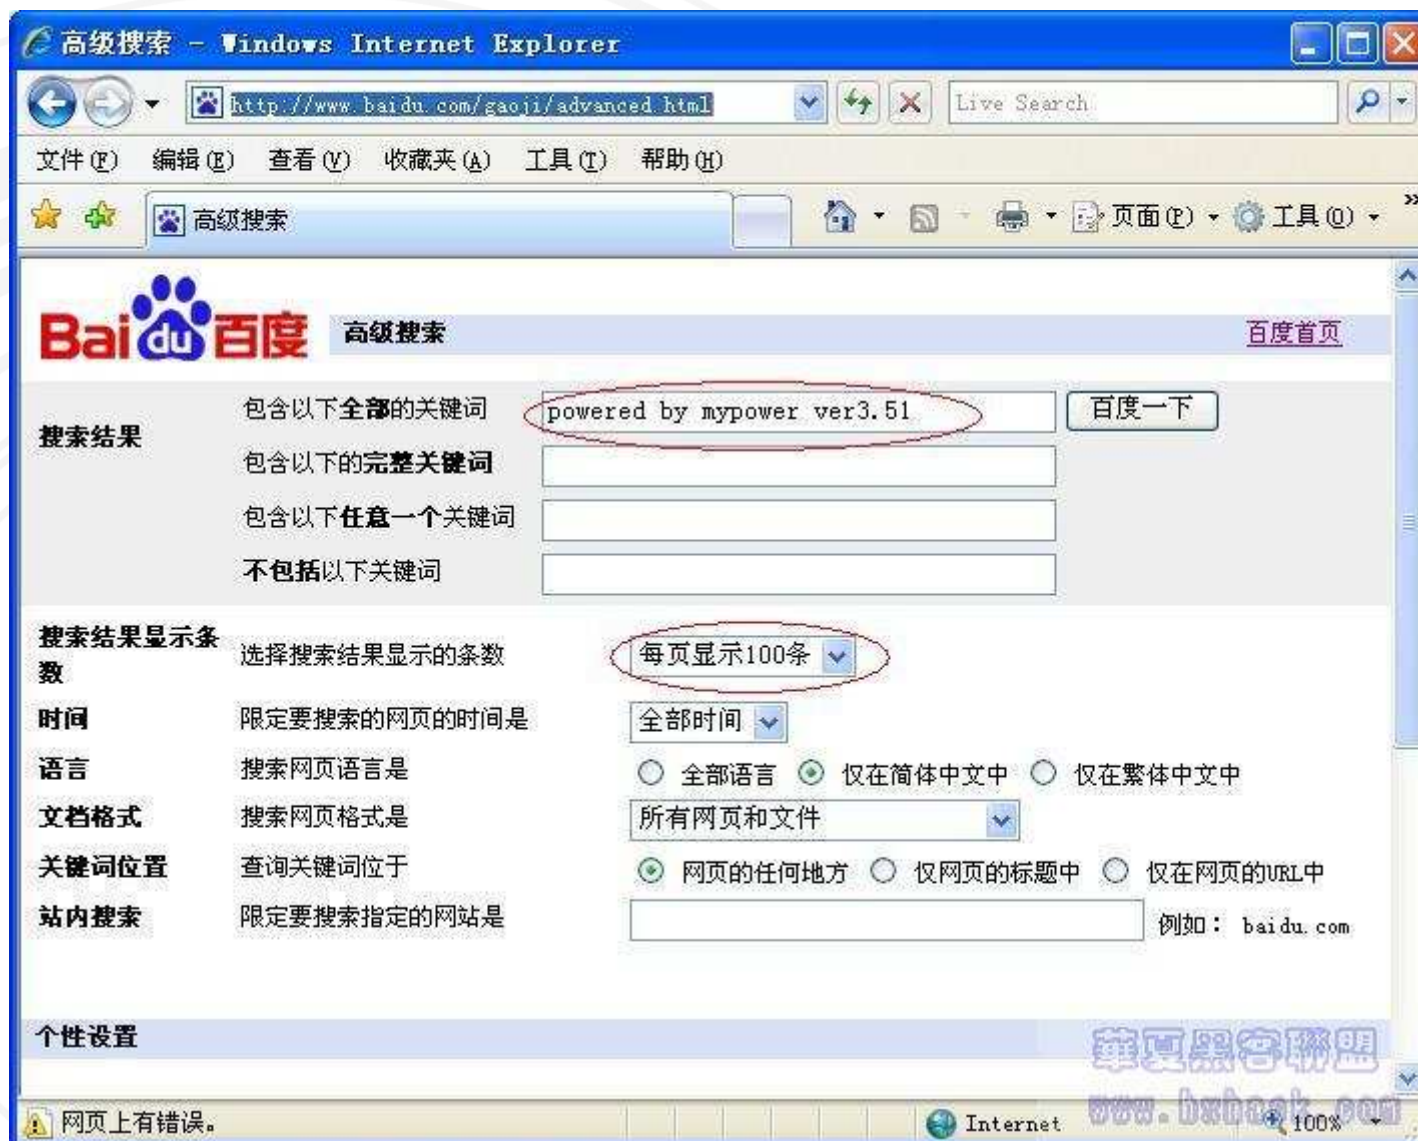 高级搜索 - Windows Internet Explorer
http://www.baidu.com/gaoji/advanced.html
Live Search
文件(F) 编辑(E) 查看(V) 收藏夹(A) 工具(T) 帮助(H)
高级搜索
页面(P) 工具(O)
Bai du 百度 高级搜索 百度首页
搜索结果
包含以下全部的关键词 powered by mypower ver3.51 百度一下
包含以下的完整关键词
包含以下任意一个关键词
不包括以下关键词
搜索结果显示条数 选择搜索结果显示的条数 每页显示100条
时间 限定要搜索的网页的时间是 全部时间
语言 搜索网页语言是 全部语言 仅在简体中文中 仅在繁体中文中
文档格式 搜索网页格式是 所有网页和文件
关键词位置 查询关键词位于 网页的任何地方 仅网页的标题中 仅在网页的URL中
站内搜索 限定要搜索指定的网站是 例如: baidu.com
个性设置
華夏黑客聯盟
网页上有错误。 Internet 100%